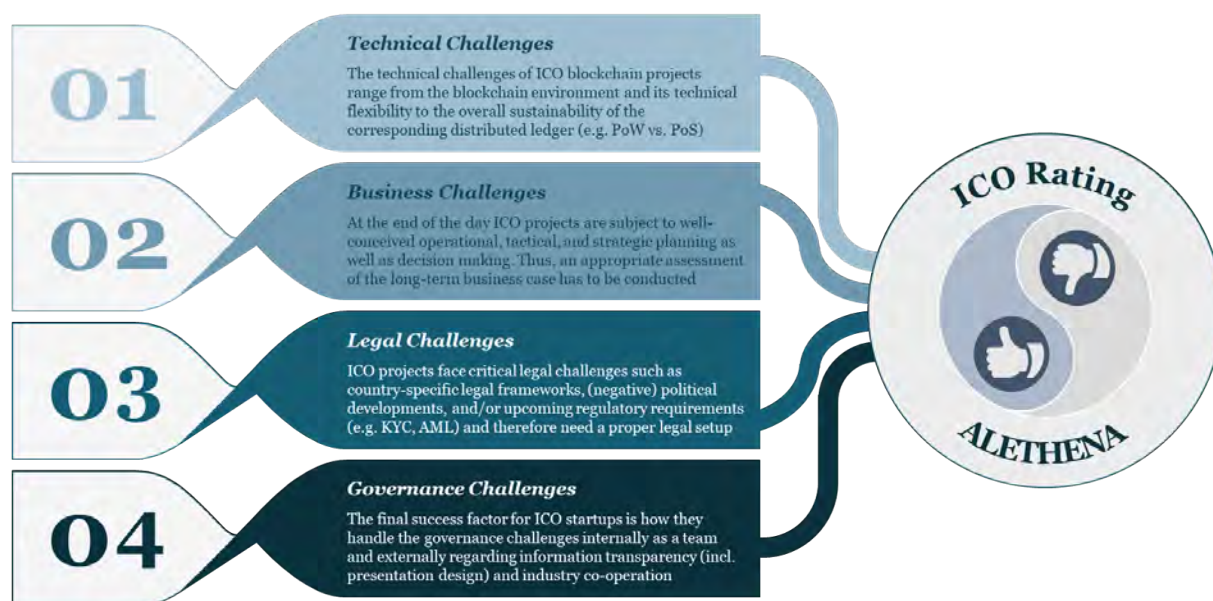 01
Technical Challenges
The technical challenges of ICO blockchain projects
range from the blockchain environment and its technical
flexibility to the overall sustainability of the
corresponding distributed ledger (e.g. PoW vs. PoS)
02
Business Challenges
At the end of the day ICO projects are subject to well-
conceived operational, tactical, and strategic planning as
well as decision making. Thus, an appropriate assessment
of the long-term business case has to be conducted
03
Legal Challenges
ICO projects face critical legal challenges such as
country-specific legal frameworks, (negative) political
developments, and/or upcoming regulatory requirements
(e.g. KYC, AML) and therefore need a proper legal setup
04
Governance Challenges
The final success factor for ICO startups is how they
handle the governance challenges internally as a team
and externally regarding information transparency (incl.
presentation design) and industry co-operation
ICO Rating
ALETHENA